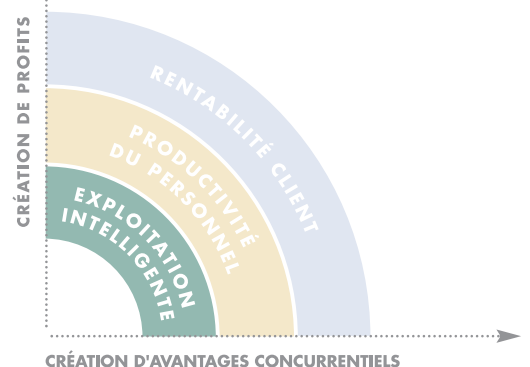 CRÉATION DE PROFITS
RENTABILITÉ CLIENT
PRODUCTIVITÉ
DU PERSONNEL
EXPLOITATION
INTELLIGENTE
CRÉATION D'AVANTAGES CONCURRENTIELS